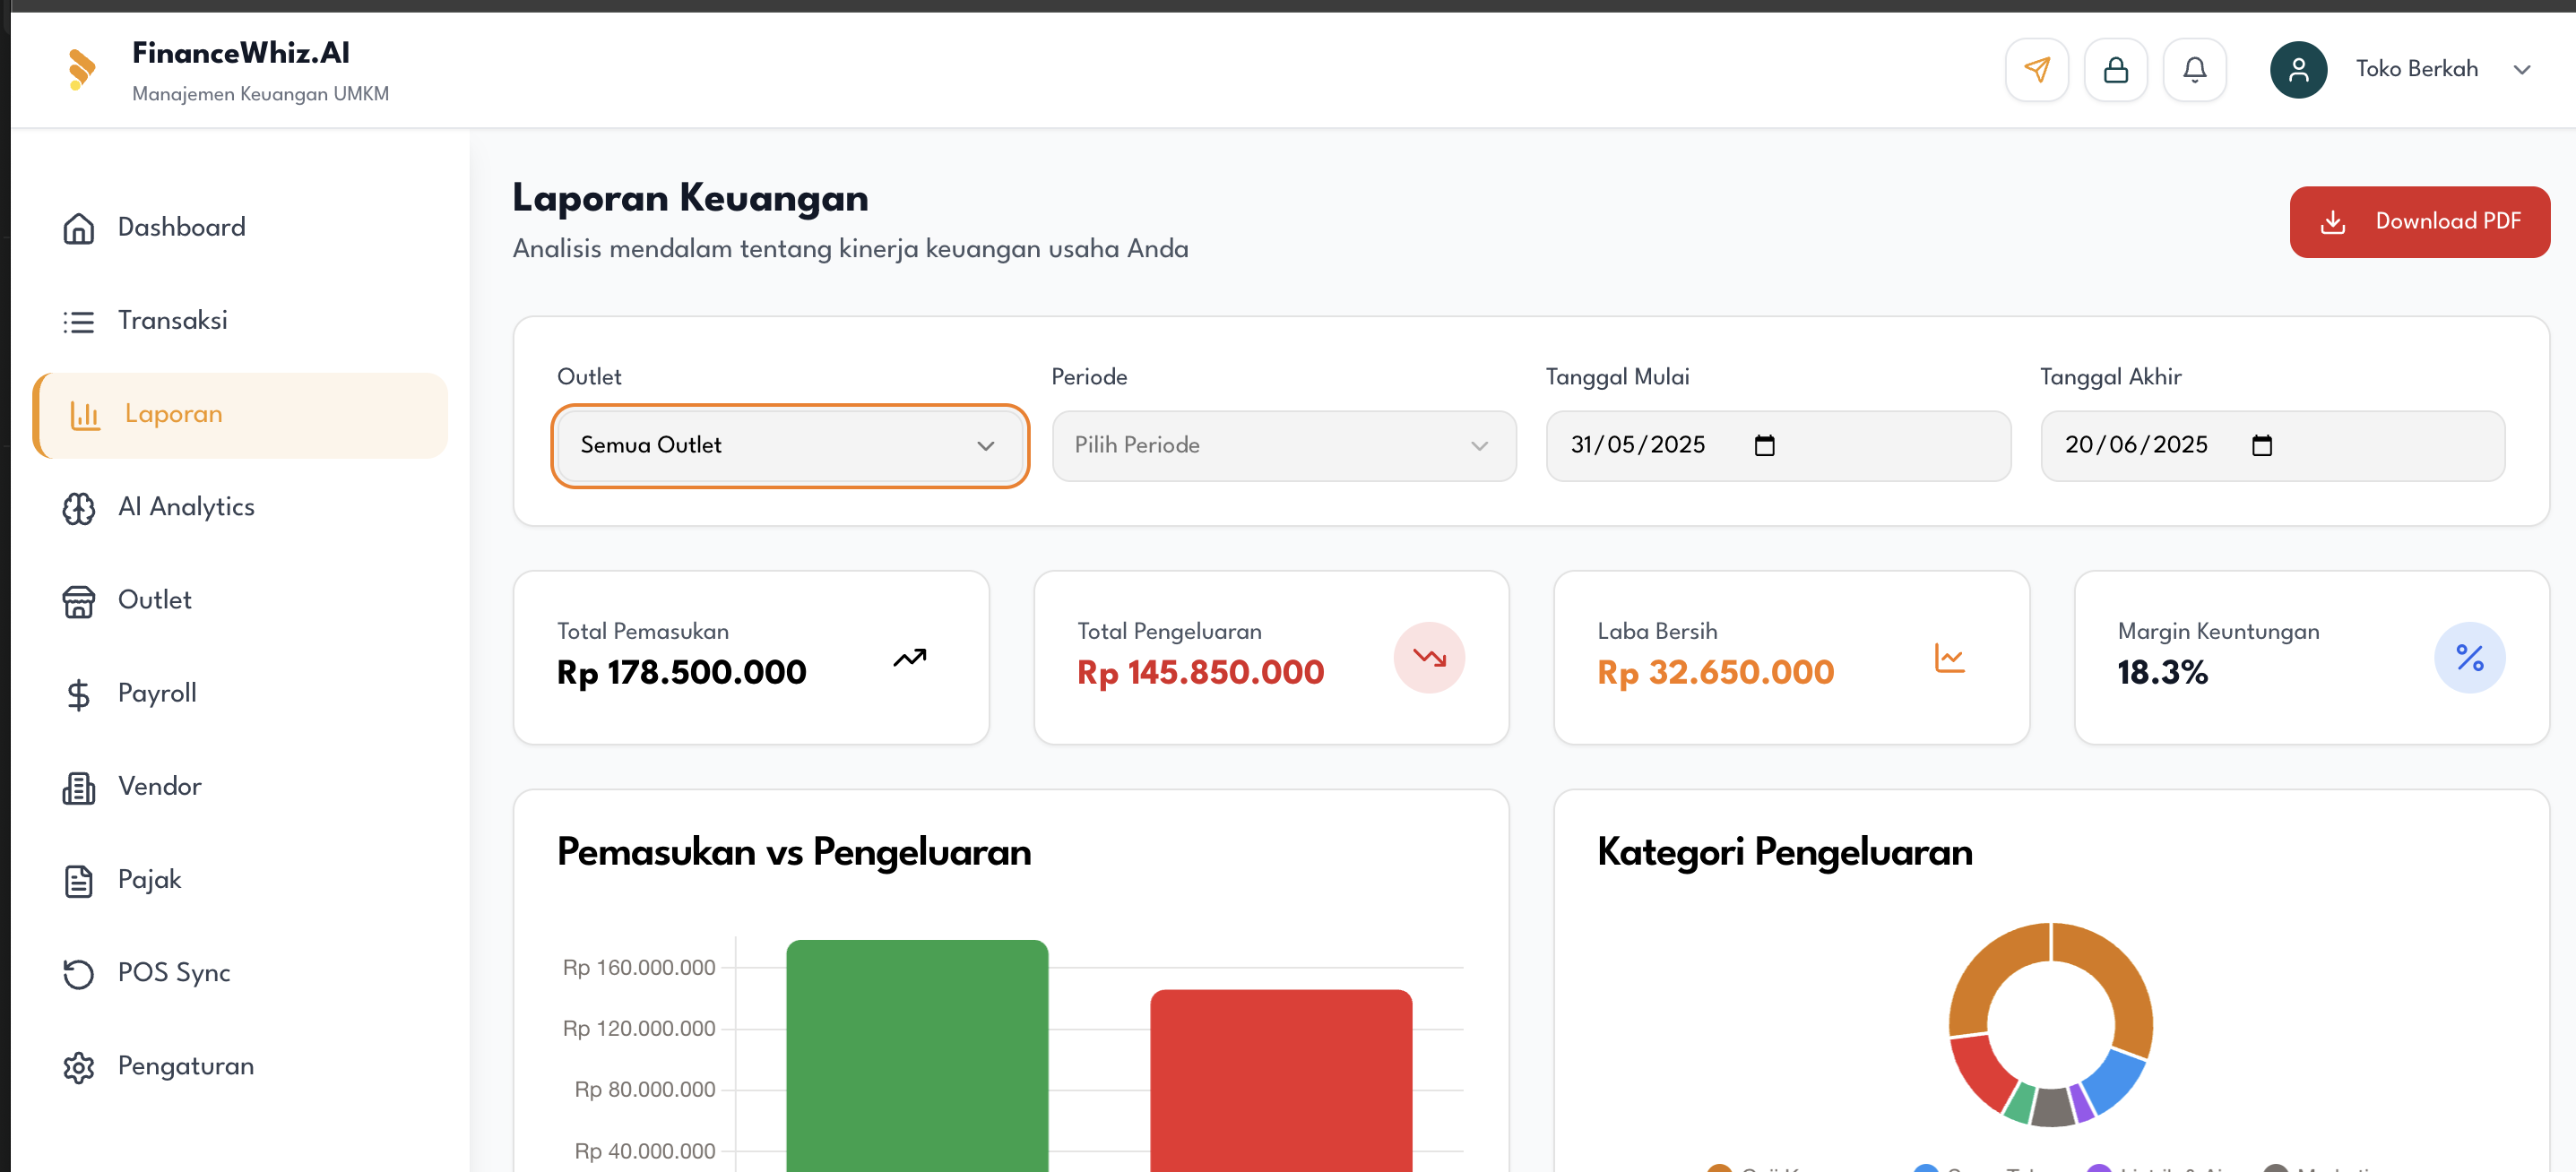 FinanceWhiz.AI
Manajemen Keuangan UMKM
Toko Berkah
Dashboard
Transaksi
Laporan
AI Analytics
Outlet
Payroll
Vendor
Pajak
POS Sync
Pengaturan
Laporan Keuangan
Analisis mendalam tentang kinerja keuangan usaha Anda
Download PDF
Outlet
Semua Outlet
Periode
Pilih Periode
Tanggal Mulai
31/05/2025
Tanggal Akhir
20/06/2025
Total Pemasukan
Rp 178.500.000
Total Pengeluaran
Rp 145.850.000
Laba Bersih
Rp 32.650.000
Margin Keuntungan
18.3%
Pemasukan vs Pengeluaran
Rp 160.000.000
Rp 120.000.000
Rp 80.000.000
Rp 40.000.000
Kategori Pengeluaran